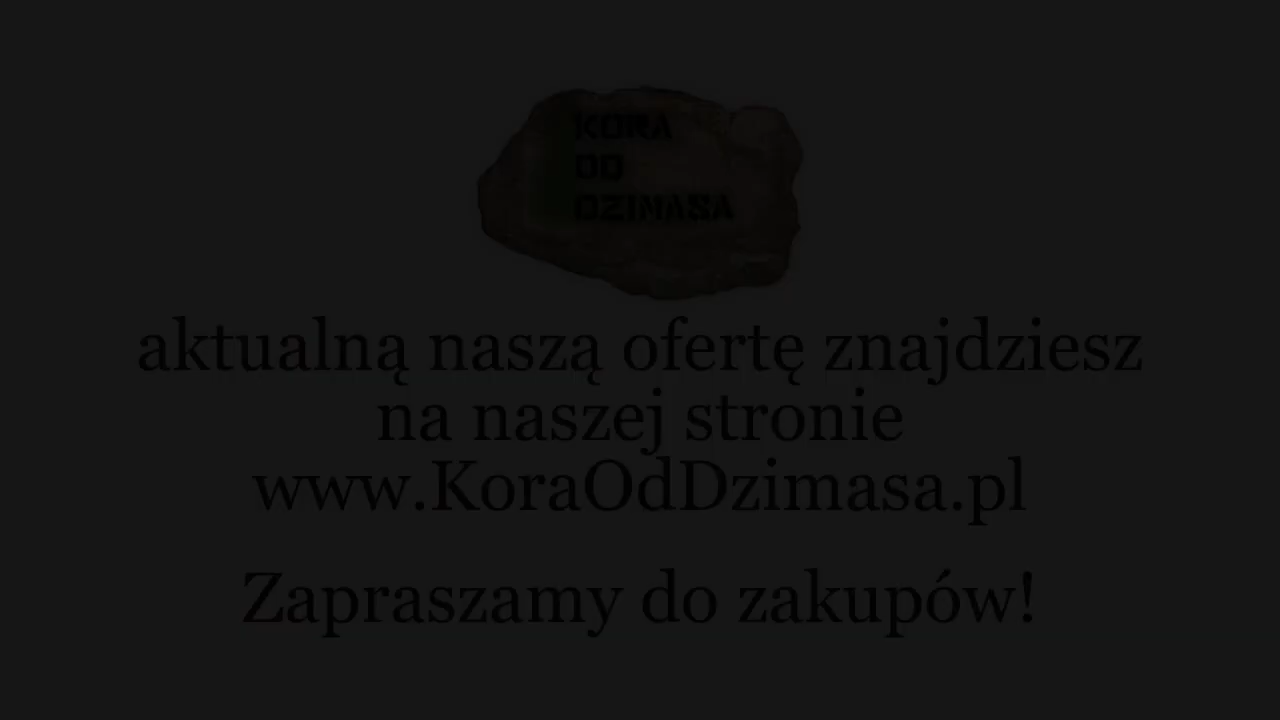 KORA
OD
DZIMASA
aktualną naszą ofertę znajdziesz
na naszej stronie
www.KoraOdDzimasa.pl
Zapraszamy do zakupów!